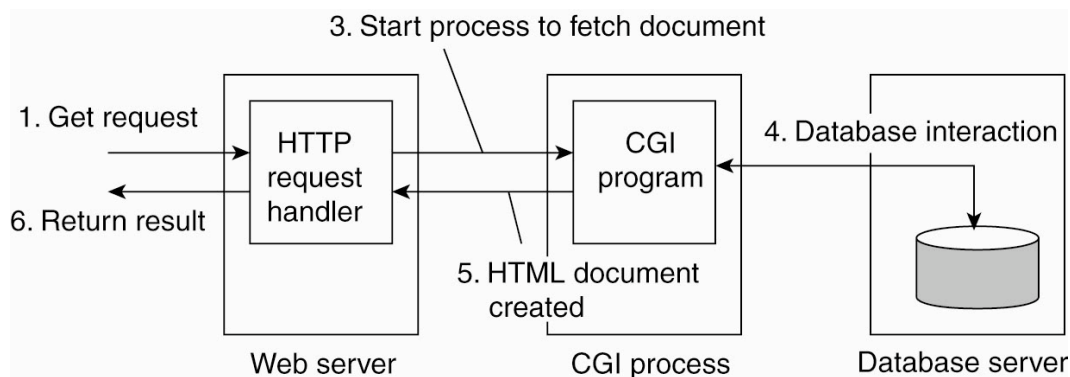 3. Start process to fetch document
1. Get request
HTTP
request
handler
CGI
program
4. Database interaction
6. Return result
5. HTML document
created
Web server
CGI process
Database server